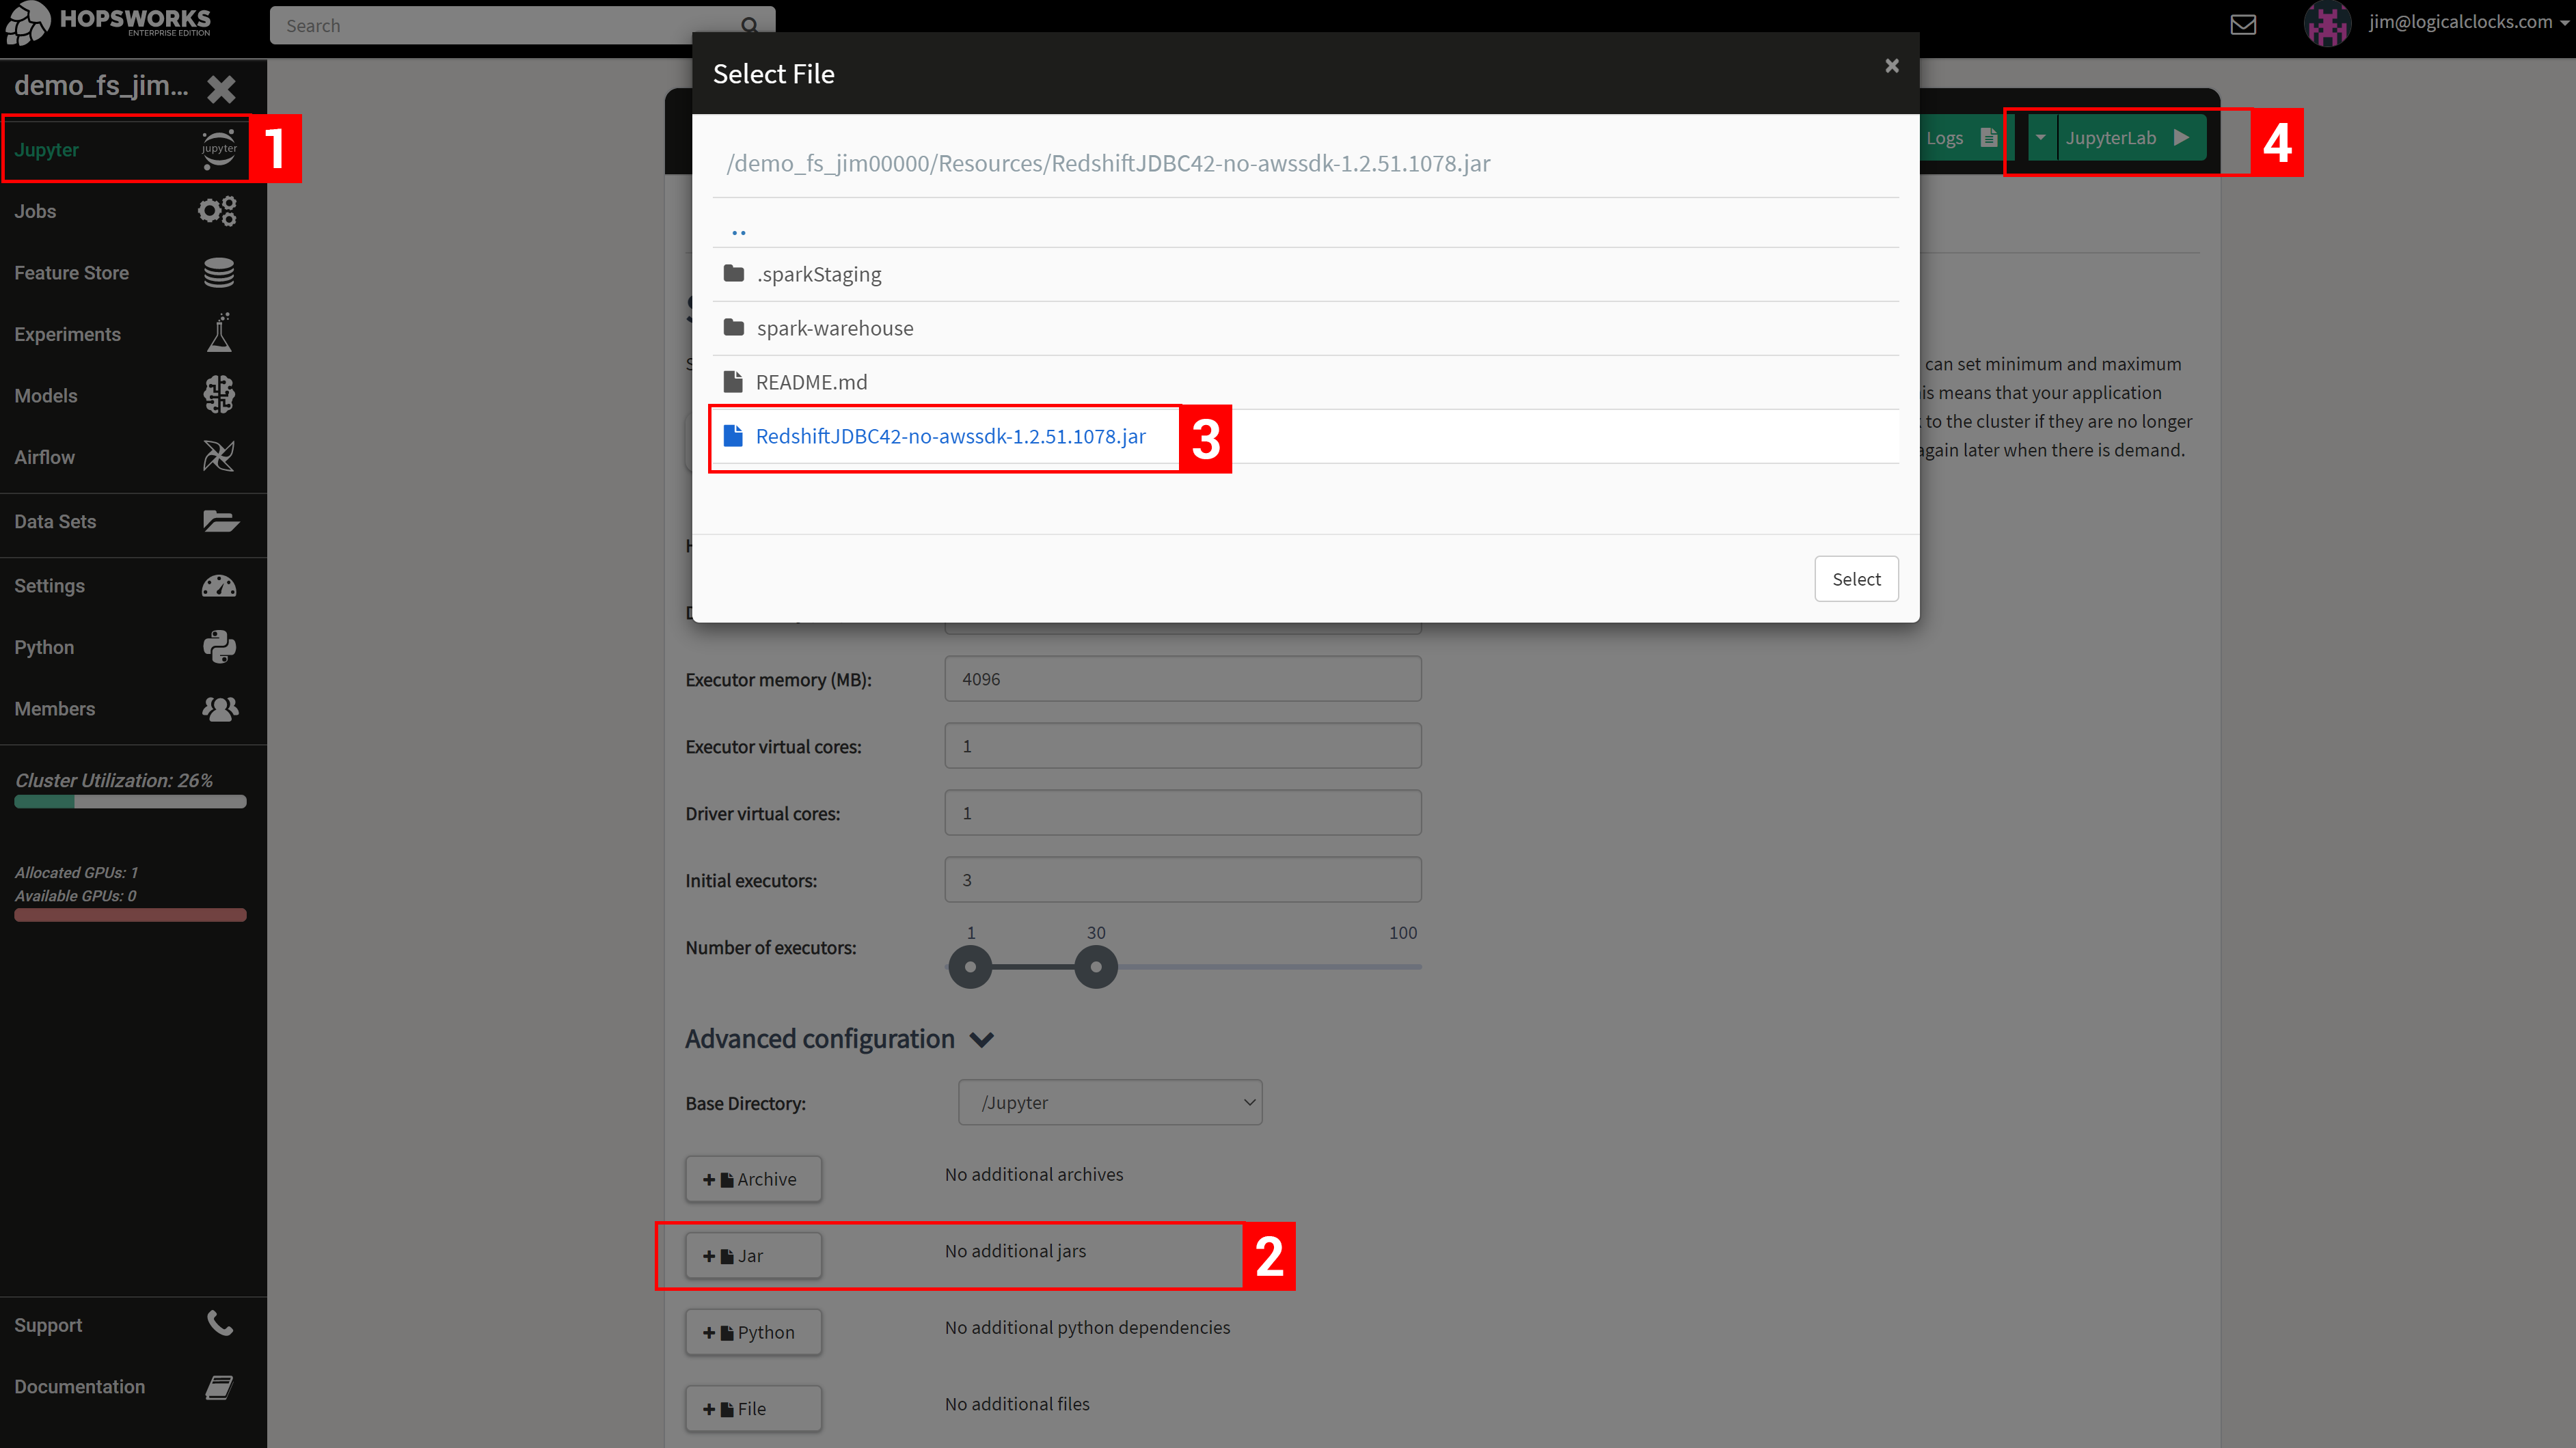 HOPSWORKS
ENTERPRISE EDITION
Search
jim@logicalclocks.com
demo_fs_jim...
Jupyter
jupyter
1
Jobs
Feature Store
Experiments
Models
Airflow
Data Sets
Settings
Python
Members
Cluster Utilization: 26%
Allocated GPUs: 1
Available GPUs: 0
Support
Documentation
Select File
×
/demo_fs_jim00000/Resources/RedshiftJDBC42-no-awssdk-1.2.51.1078.jar
..
.sparkStaging
spark-warehouse
README.md
RedshiftJDBC42-no-awssdk-1.2.51.1078.jar
3
Select
Logs
JupyterLab
4
can set minimum and maximum
is means that your application
to the cluster if they are no longer
again later when there is demand.
Executor memory (MB):
4096
Executor virtual cores:
1
Driver virtual cores:
1
Initial executors:
3
Number of executors:
1
30
100
Advanced configuration
Base Directory:
/Jupyter
+ Archive
No additional archives
+ Jar
No additional jars
2
+ Python
No additional python dependencies
+ File
No additional files